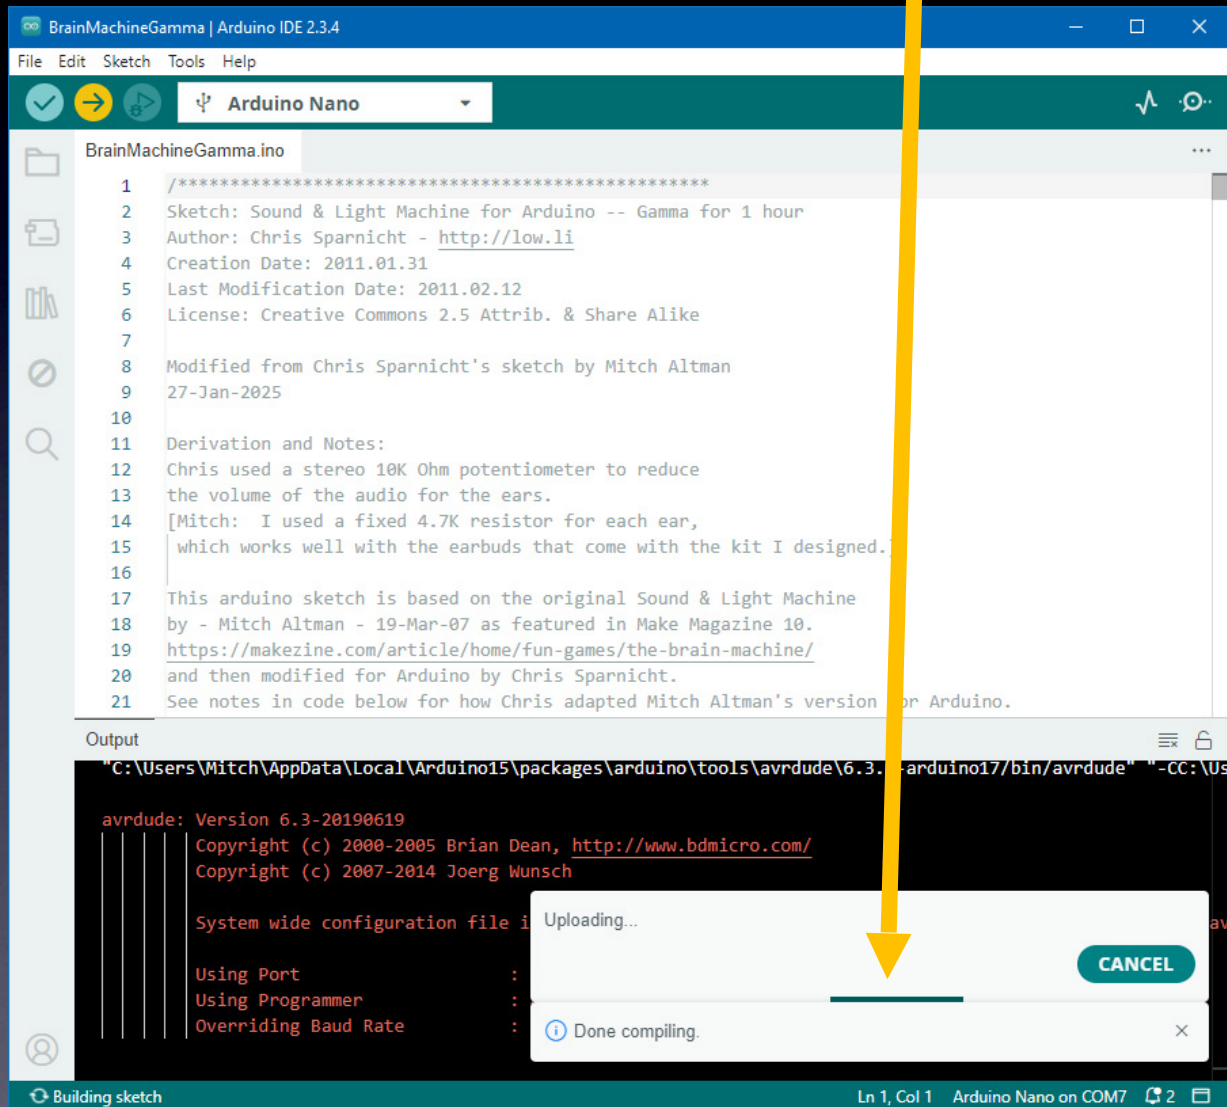 BrainMachineGamma | Arduino IDE 2.3.4
File Edit Sketch Tools Help
Arduino Nano
BrainMachineGamma.ino
1 /***************************************************
2 Sketch: Sound & Light Machine for Arduino -- Gamma for 1 hour
3 Author: Chris Sparnicht - http://low.li
4 Creation Date: 2011.01.31
5 Last Modification Date: 2011.02.12
6 License: Creative Commons 2.5 Attrib. & Share Alike
7
8 Modified from Chris Sparnicht's sketch by Mitch Altman
9 27-Jan-2025
10
11 Derivation and Notes:
12 Chris used a stereo 10K Ohm potentiometer to reduce
13 the volume of the audio for the ears.
14 [Mitch:  I used a fixed 4.7K resistor for each ear,
15 which works well with the earbuds that come with the kit I designed.]
16
17 This arduino sketch is based on the original Sound & Light Machine
18 by - Mitch Altman - 19-Mar-07 as featured in Make Magazine 10.
19 https://makezine.com/article/home/fun-games/the-brain-machine/
20 and then modified for Arduino by Chris Sparnicht.
21 See notes in code below for how Chris adapted Mitch Altman's version for Arduino.
Output
"C:\Users\Mitch\AppData\Local\Arduino15\packages\arduino\tools\avrdude\6.3. -arduino17/bin/avrdude" "-CC:\Us
avrdude: Version 6.3-20190619
Copyright (c) 2000-2005 Brian Dean, http://www.bdmicro.com/
Copyright (c) 2007-2014 Joerg Wunsch
System wide configuration file i
av
Using Port :
Using Programmer :
Overriding Baud Rate :
Uploading...
CANCEL
Done compiling.
Building sketch
Ln 1, Col 1 Arduino Nano on COM7 2